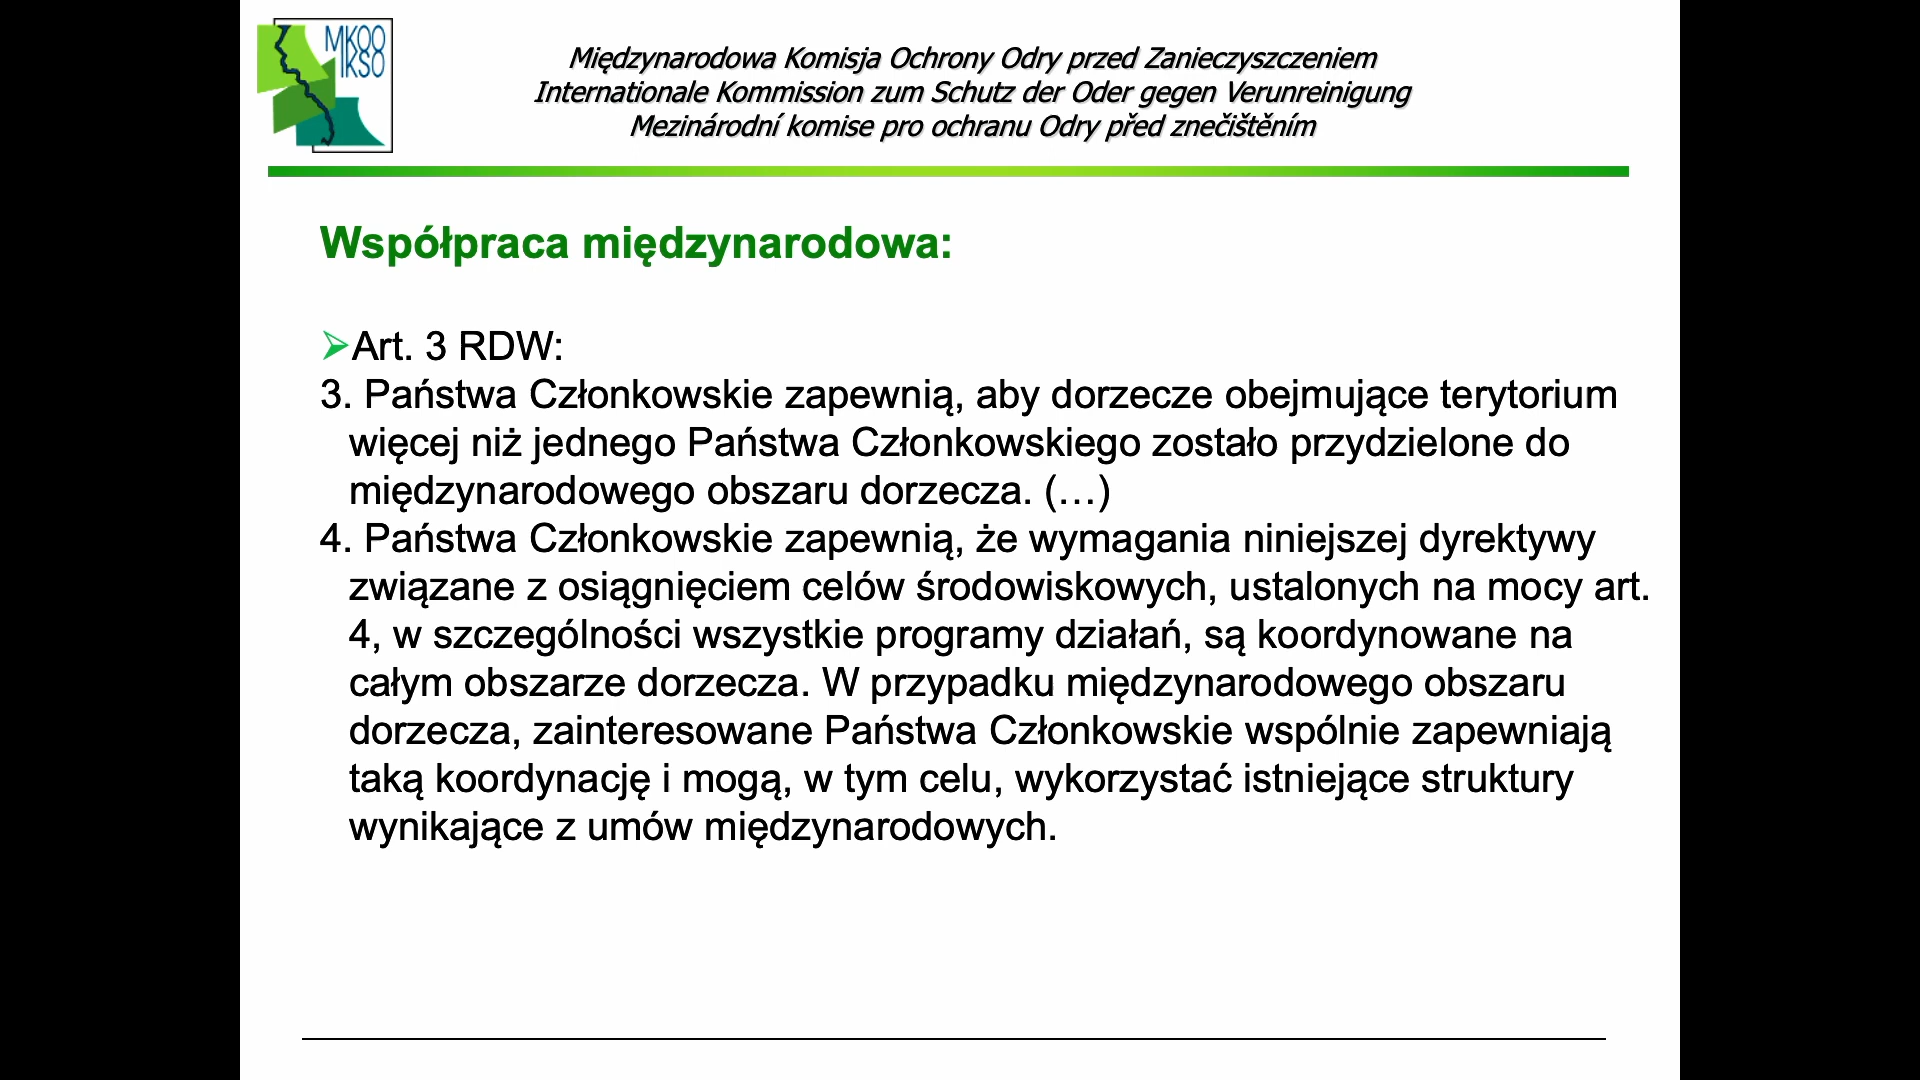 MKOO
IKSO
Międzynarodowa Komisja Ochrony Odry przed Zanieczyszczeniem
Internationale Kommission zum Schutz der Oder gegen Verunreinigung
Mezinárodní komise pro ochranu Odry před znečištěním
Współpraca międzynarodowa:
➢Art. 3 RDW:
3. Państwa Członkowskie zapewnią, aby dorzecze obejmujące terytorium
więcej niż jednego Państwa Członkowskiego zostało przydzielone do
międzynarodowego obszaru dorzecza. (…)
4. Państwa Członkowskie zapewnią, że wymagania niniejszej dyrektywy
związane z osiągnięciem celów środowiskowych, ustalonych na mocy art.
4, w szczególności wszystkie programy działań, są koordynowane na
całym obszarze dorzecza. W przypadku międzynarodowego obszaru
dorzecza, zainteresowane Państwa Członkowskie wspólnie zapewniają
taką koordynację i mogą, w tym celu, wykorzystać istniejące struktury
wynikające z umów międzynarodowych.